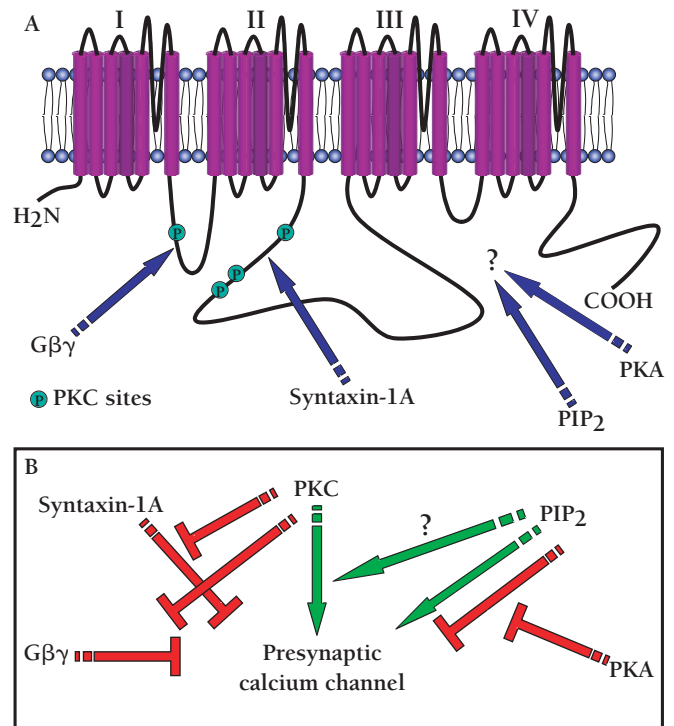 A
I II III IV
H2N
P
P
P
P
?
COOH
Gβγ
PKA
Syntaxin-1A
P PKC sites
PIP2
B
PKC
Syntaxin-1A
PIP2
?
Gβγ
Presynaptic
calcium channel
PKA